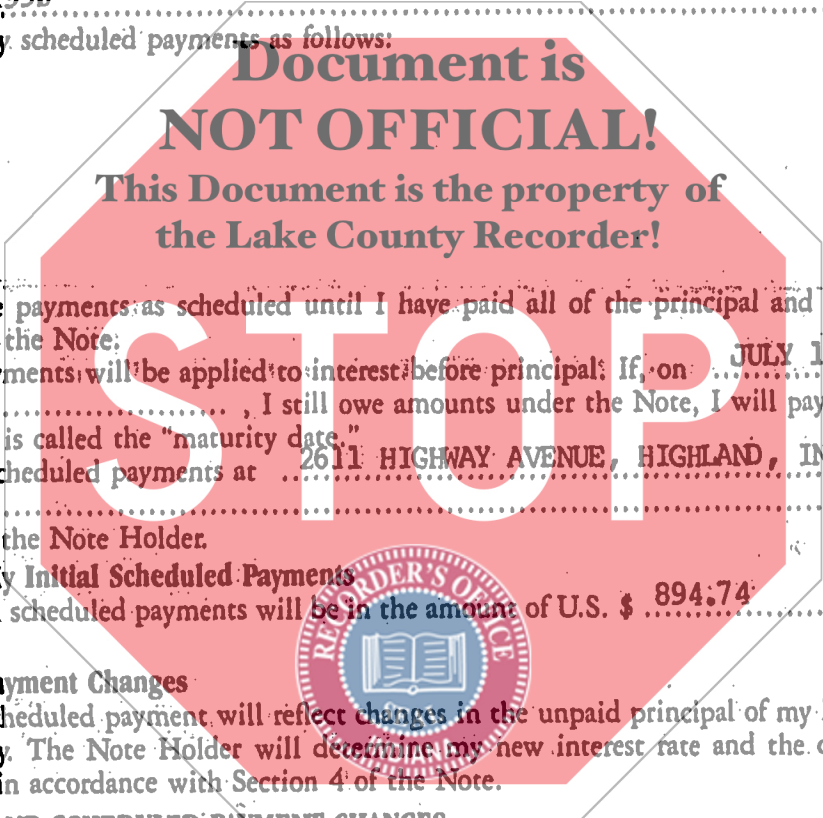 scheduled payments as follows:
Document is
NOT OFFICIAL!
This Document is the property of
the Lake County Recorder!
payments as scheduled until I have paid all of the principal and
the Note.
ments will be applied to interest before principal. If, on JULY 1
, I still owe amounts under the Note, I will pay
is called the "maturity date."
cheduled payments at 2611 HIGHWAY AVENUE, HIGHLAND, IN
STOP
the Note Holder.
y Initial Scheduled Payments
scheduled payments will be in the amount of U.S. $ 894.74
RECORDER'S OFFICE
ayment Changes
heduled payment will reflect changes in the unpaid principal of my
y. The Note Holder will determine my new interest rate and the
in accordance with Section 4 of the Note.